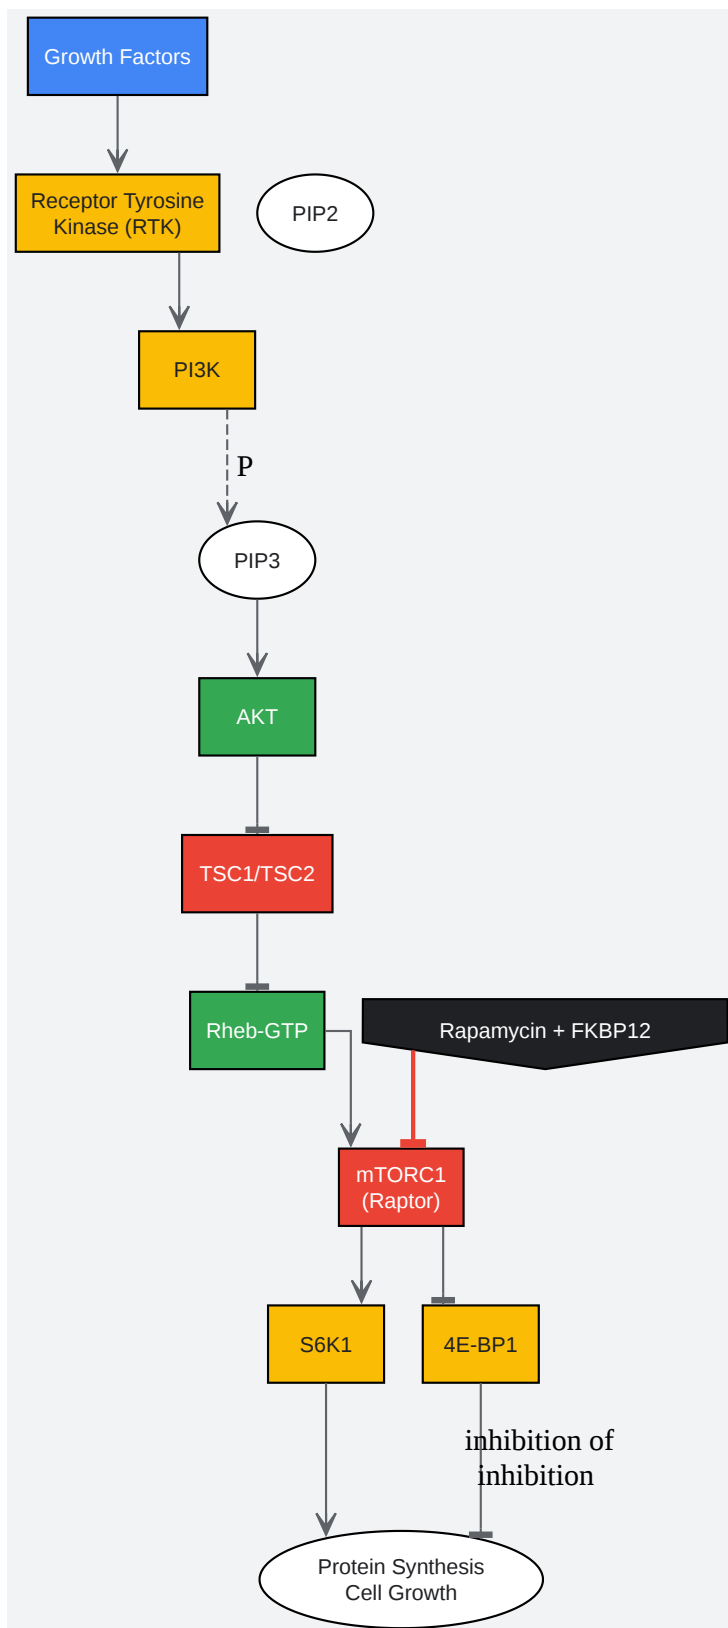 Growth Factors
Receptor Tyrosine
Kinase (RTK)
PIP2
PI3K
P
PIP3
AKT
TSC1/TSC2
Rheb-GTP
Rapamycin + FKBP12
mTORC1
(Raptor)
S6K1
4E-BP1
inhibition of
inhibition
Protein Synthesis
Cell Growth